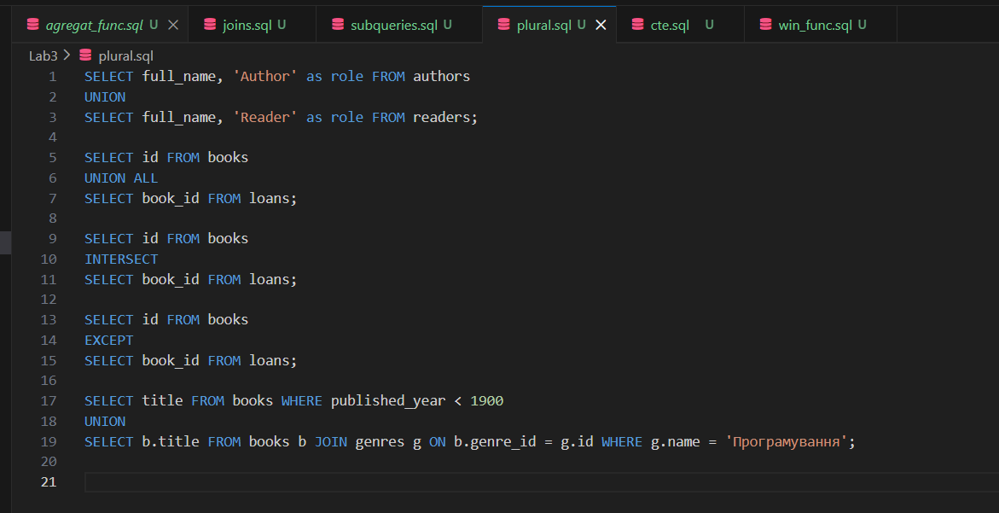 agregat_func.sql U
joins.sql U
subqueries.sql U
plural.sql U
cte.sql U
win_func.sql U
Lab3 > plural.sql
1 SELECT full_name, 'Author' as role FROM authors
2 UNION
3 SELECT full_name, 'Reader' as role FROM readers;
4
5 SELECT id FROM books
6 UNION ALL
7 SELECT book_id FROM loans;
8
9 SELECT id FROM books
10 INTERSECT
11 SELECT book_id FROM loans;
12
13 SELECT id FROM books
14 EXCEPT
15 SELECT book_id FROM loans;
16
17 SELECT title FROM books WHERE published_year < 1900
18 UNION
19 SELECT b.title FROM books b JOIN genres g ON b.genre_id = g.id WHERE g.name = 'Програмування';
20
21